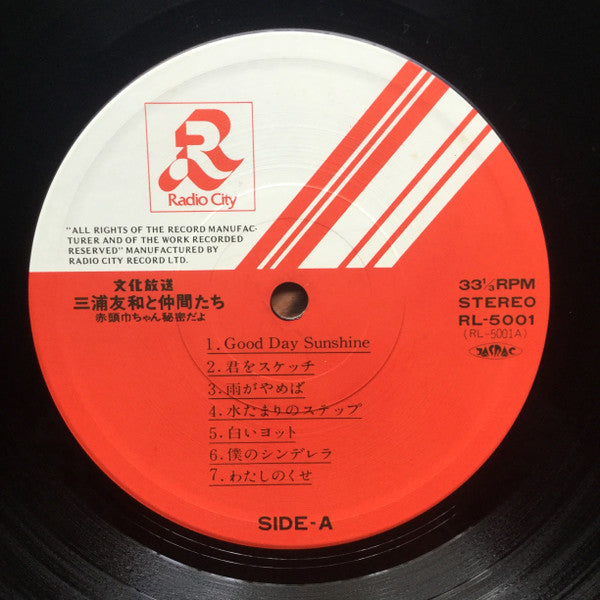 R
Radio City
"ALL RIGHTS OF THE RECORD MANUFAC-
TURER AND OF THE WORK RECORDED
RESERVED" MANUFACTURED BY
RADIO CITY RECORD LTD.
文化放送
三浦友和と仲間たち
赤頭巾ちゃん秘密だよ
33⅓RPM
STEREO
RL-5001
(RL-5001A)
JASRAC
1.Good Day Sunshine
2.君をスケッチ
3.雨がやめば
4.水たまりのステップ
5.白いヨット
6.僕のシンデレラ
7.わたしのくせ
SIDE-A